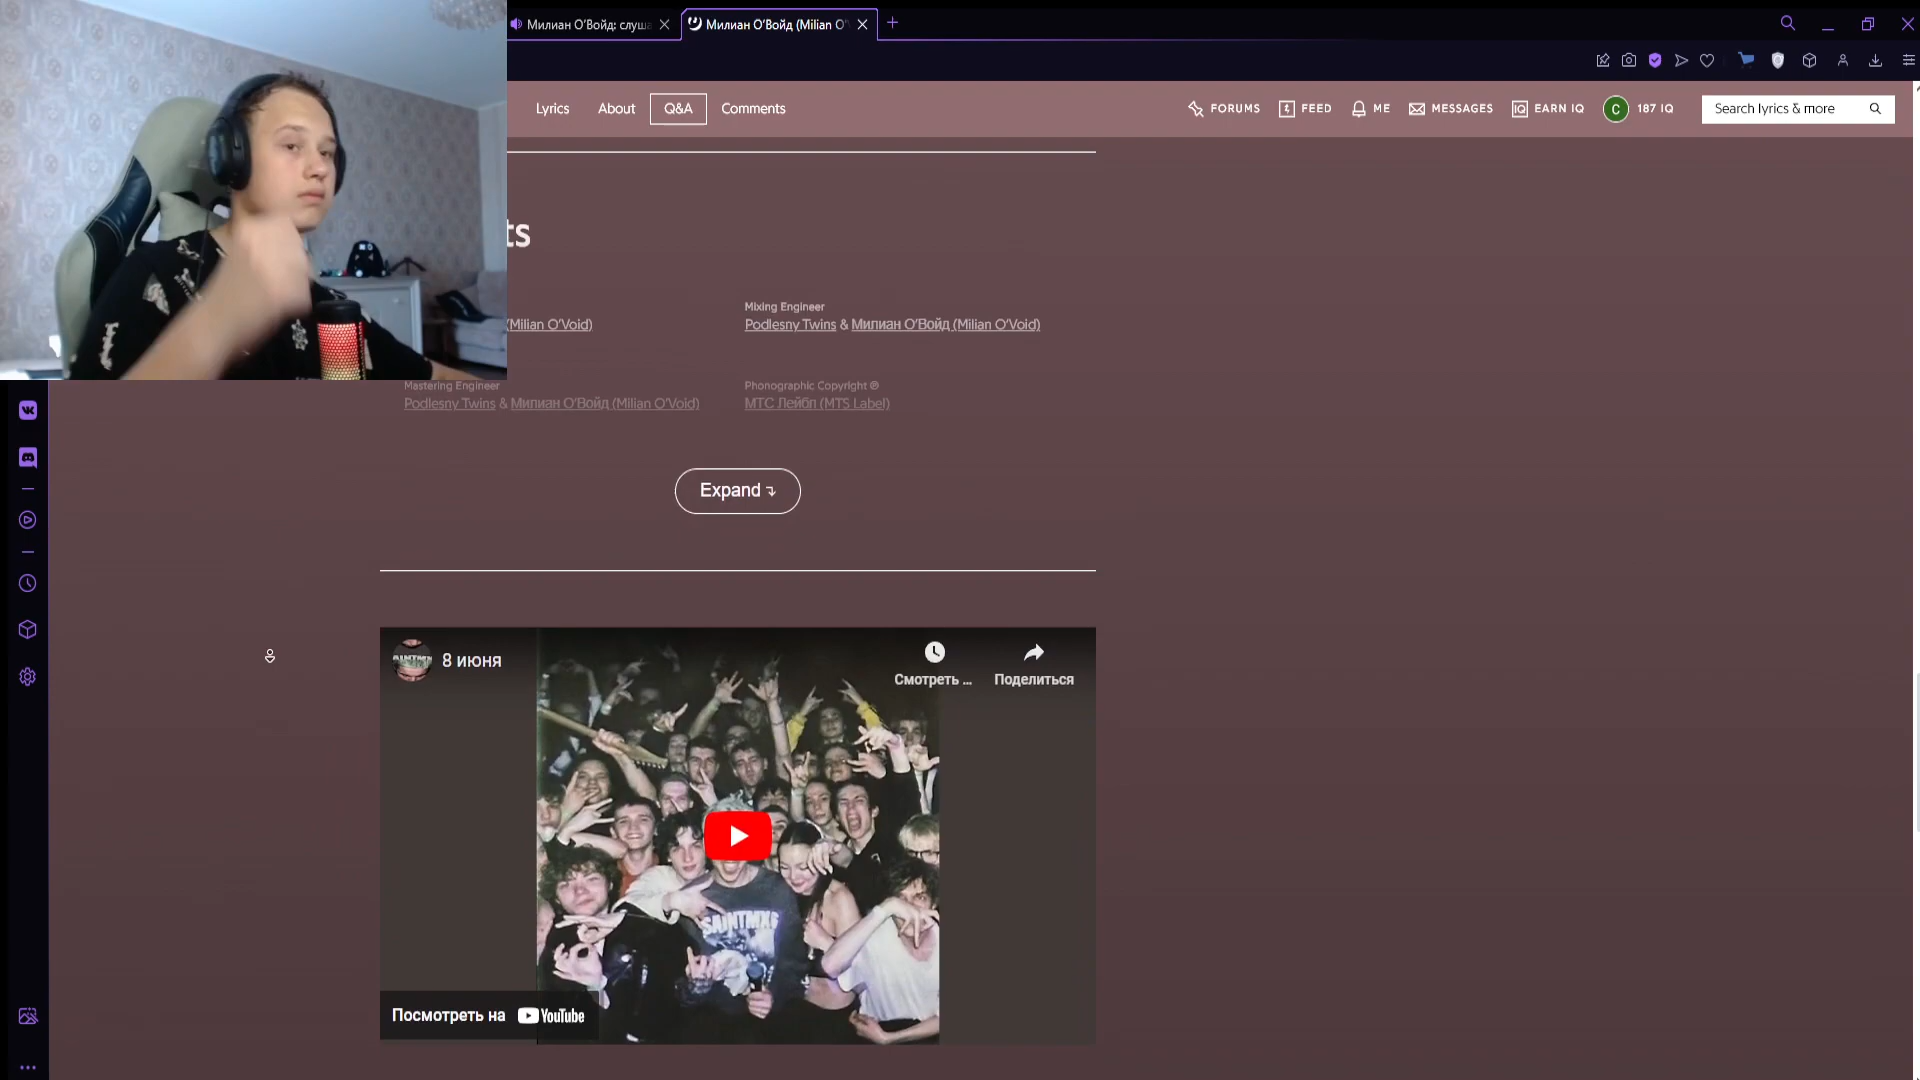 Милиан О'Войд: слуша
Милиан О'Войд (Milian O'
Lyrics About Q&A Comments
FORUMS FEED ME MESSAGES EARN IQ C 187 IQ Search lyrics & more
ts
Mixing Engineer
(Milian O'Void) Podlesny Twins & Милиан О'Войд (Milian O'Void)
Mastering Engineer Phonographic Copyright ℗
Podlesny Twins & Милиан О'Войд (Milian O'Void) МТС Лейбл (MTS Label)
Expand
8 июня
Смотреть ... Поделиться
SAINTMXS
Посмотреть на YouTube